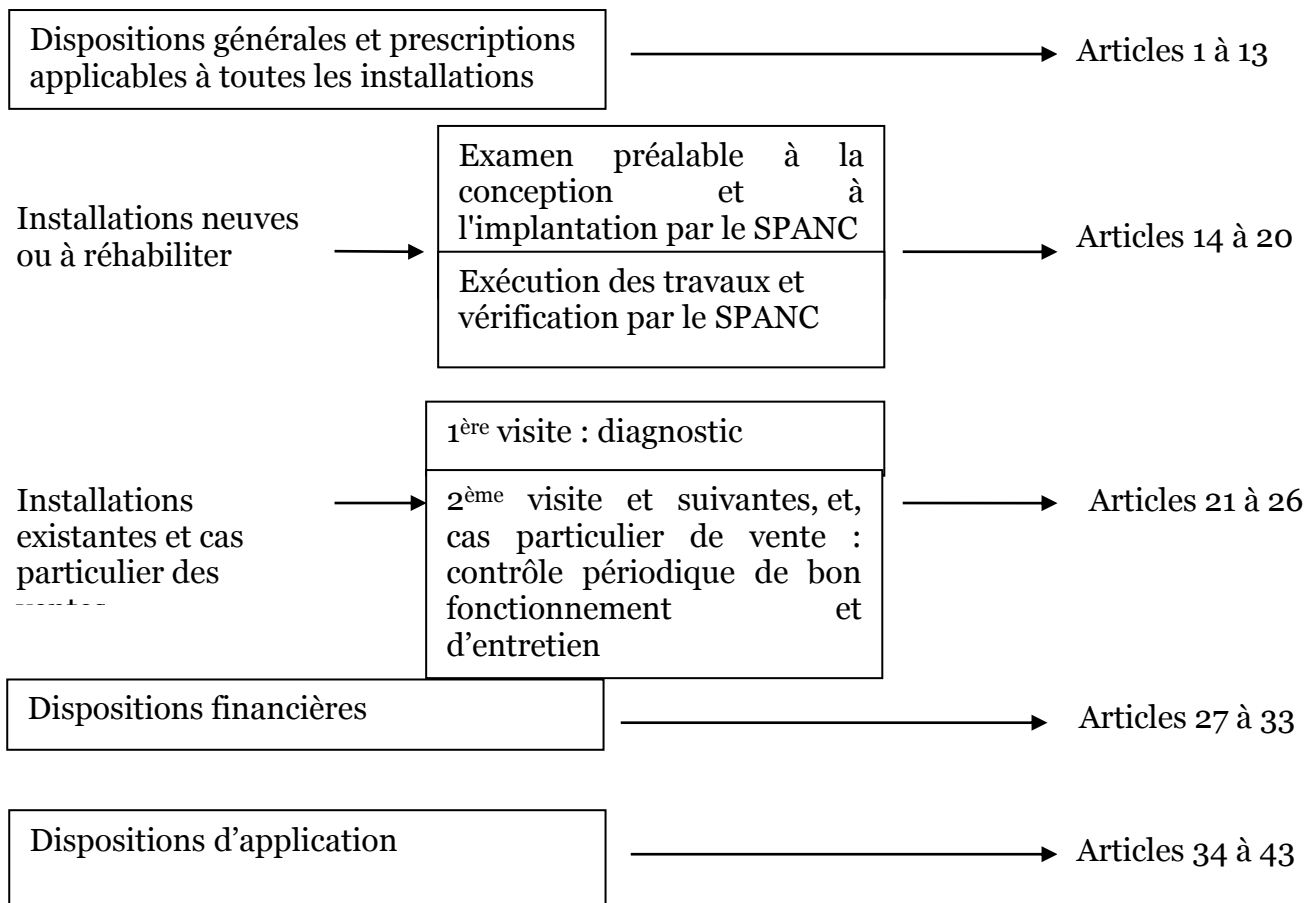 Dispositions générales et prescriptions
applicables à toutes les installations
Articles 1 à 13
Installations neuves
ou à réhabiliter
Examen préalable à la
conception et à
l'implantation par le SPANC
Exécution des travaux et
vérification par le SPANC
Articles 14 à 20
Installations
existantes et cas
particulier des
1ère visite : diagnostic
2ème visite et suivantes, et,
cas particulier de vente :
contrôle périodique de bon
fonctionnement et
d’entretien
Articles 21 à 26
Dispositions financières
Articles 27 à 33
Dispositions d’application
Articles 34 à 43